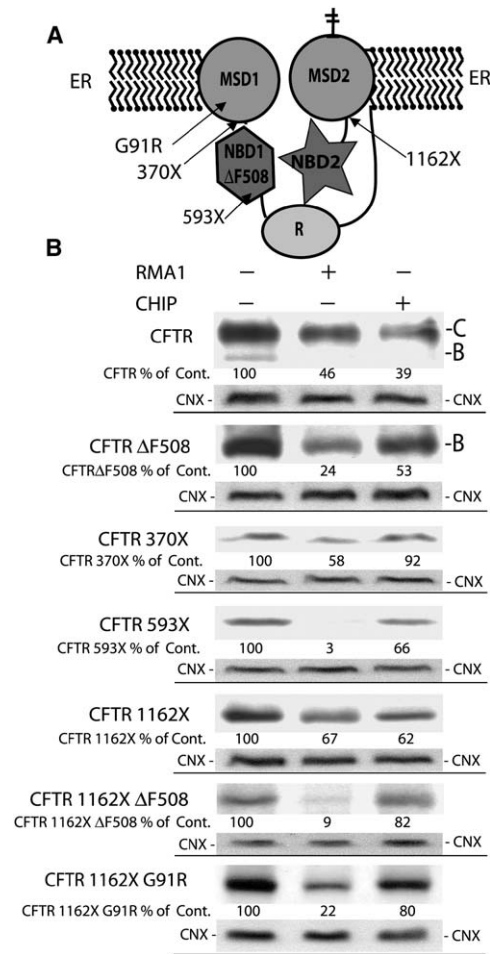 A
ER
MSD1
MSD2
ER
G91R
370X
NBD1
ΔF508
NBD2
1162X
593X
R
B
RMA1 – + –
CHIP – – +
CFTR -C
-B
CFTR % of Cont. 100 46 39
CNX - - CNX
CFTR ΔF508 -B
CFTRΔF508 % of Cont. 100 24 53
CNX - - CNX
CFTR 370X
CFTR 370X % of Cont. 100 58 92
CNX - - CNX
CFTR 593X
CFTR 593X % of Cont. 100 3 66
CNX - - CNX
CFTR 1162X
CFTR 1162X % of Cont. 100 67 62
CNX - - CNX
CFTR 1162X ΔF508
CFTR 1162X ΔF508 % of Cont. 100 9 82
CNX - - CNX
CFTR 1162X G91R
CFTR 1162X G91R % of Cont. 100 22 80
CNX - - CNX